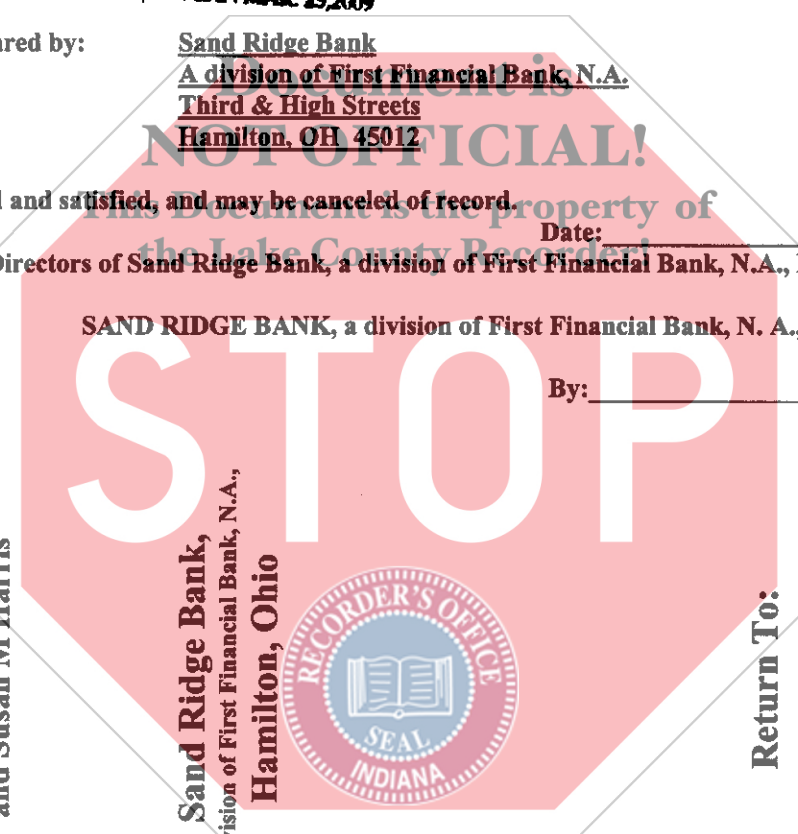 MAR. 25, 2009
ared by: Sand Ridge Bank
A division of First Financial Bank, N.A.
Third & High Streets
Hamilton, OH 45012
Document is
NOT OFFICIAL!
This Document is the property of
the Lake County Recorder!
and satisfied, and may be canceled of record.
Date:
Directors of Sand Ridge Bank, a division of First Financial Bank, N.A.,
SAND RIDGE BANK, a division of First Financial Bank, N. A.,
By:
STOP
and Susan M Harris
Sand Ridge Bank,
vision of First Financial Bank, N.A.,
Hamilton, Ohio
RECORDER'S OFFICE
SEAL
INDIANA
Return To: